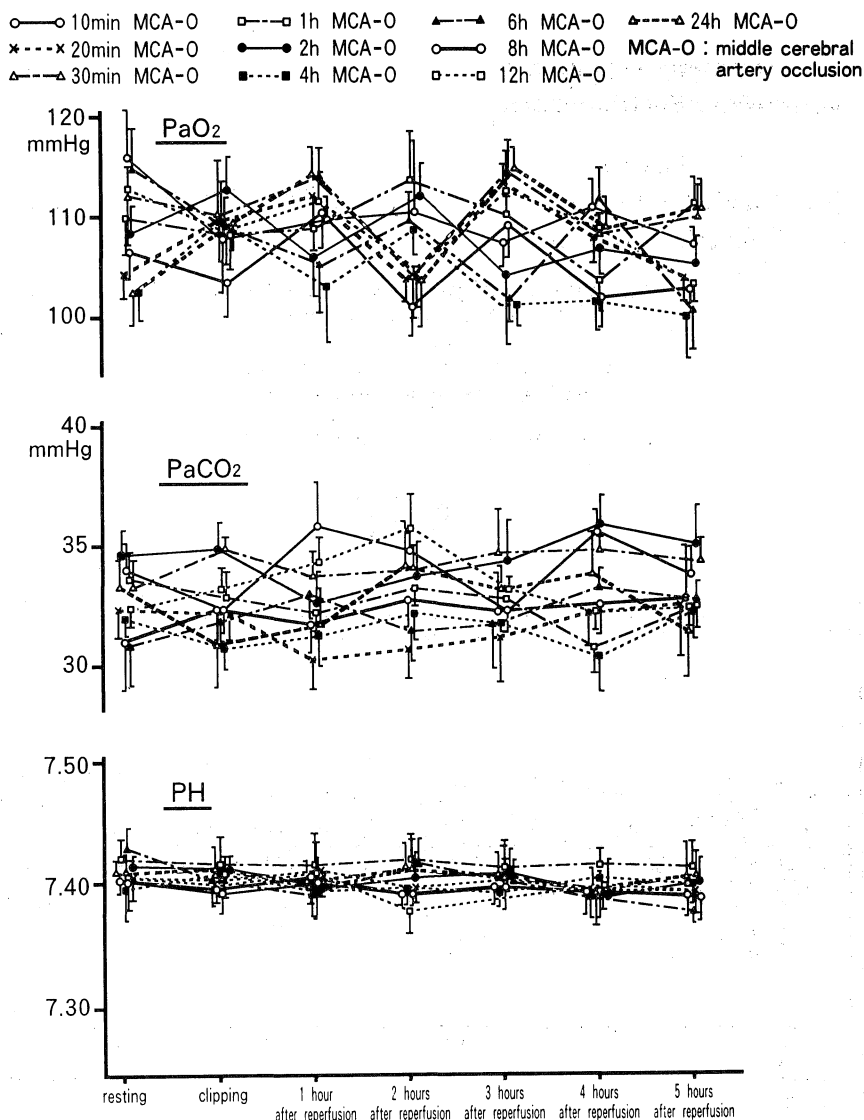 10min MCA-O 1h MCA-O 6h MCA-O 24h MCA-O
20min MCA-O 2h MCA-O 8h MCA-O MCA-O : middle cerebral
30min MCA-O 4h MCA-O 12h MCA-O artery occlusion
120
mmHg
PaO2
110
100
40
mmHg
PaCO2
35
30
7.50
PH
7.40
7.30
resting clipping 1 hour 2 hours 3 hours 4 hours 5 hours
after reperfusion after reperfusion after reperfusion after reperfusion after reperfusion